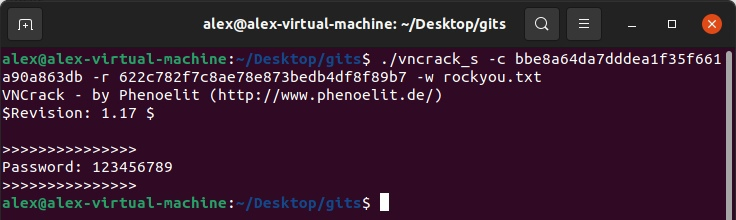 alex@alex-virtual-machine: ~/Desktop/gits
alex@alex-virtual-machine:~/Desktop/gits$ ./vncrack_s -c bbe8a64da7dddea1f35f661
a90a863db -r 622c782f7c8ae78e873bedb4df8f89b7 -w rockyou.txt
VNCrack - by Phenoelit (http://www.phenoelit.de/)
$Revision: 1.17 $
>>>>>>>>>>>>>>>
Password: 123456789
>>>>>>>>>>>>>>>
alex@alex-virtual-machine:~/Desktop/gits$